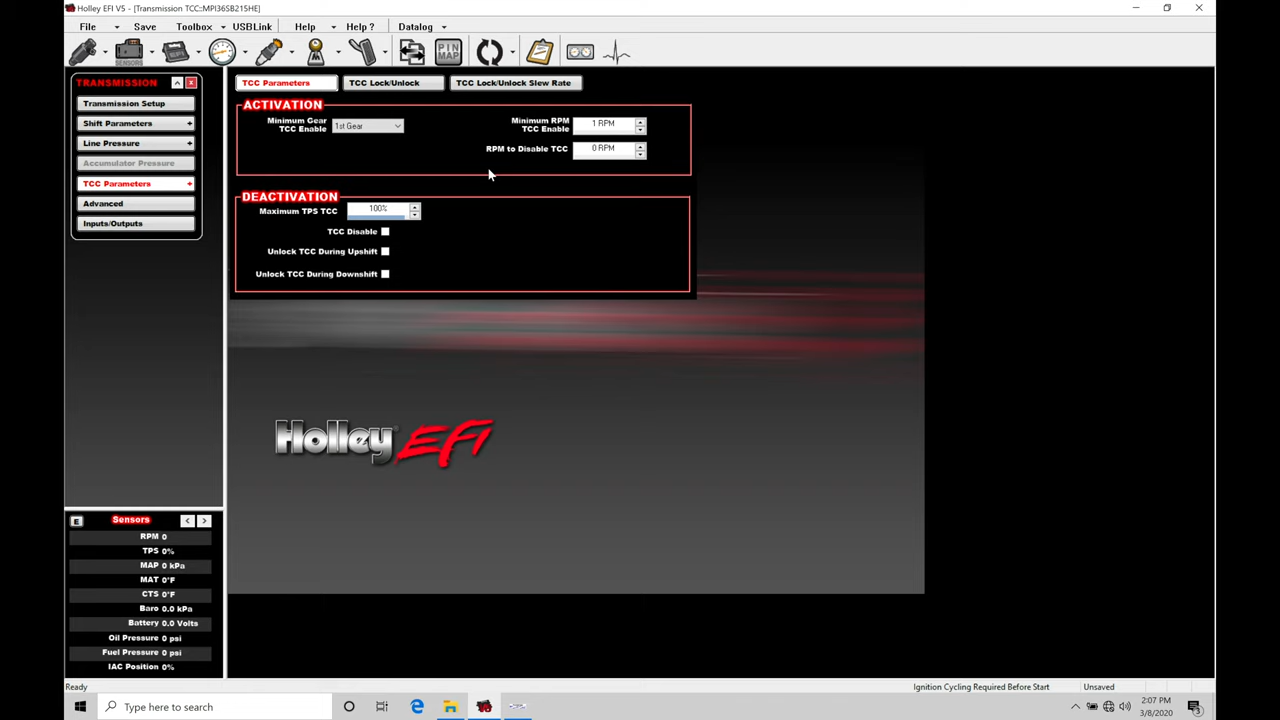 Holley EFI V5 - [Transmission TCC::MPI36SB215HE]
File Save Toolbox USBLink Help Help ? Datalog
SENSORS PIN MAP
TRANSMISSION
Transmission Setup
Shift Parameters +
Line Pressure +
Accumulator Pressure
TCC Parameters +
Advanced
Inputs/Outputs
TCC Parameters TCC Lock/Unlock TCC Lock/Unlock Slew Rate
ACTIVATION
Minimum Gear TCC Enable 1st Gear
Minimum RPM TCC Enable 1 RPM
RPM to Disable TCC 0 RPM
DEACTIVATION
Maximum TPS TCC 100%
TCC Disable
Unlock TCC During Upshift
Unlock TCC During Downshift
Holley EFI
E Sensors < >
RPM 0
TPS 0%
MAP 0 kPa
MAT 0°F
CTS 0°F
Baro 0.0 kPa
Battery 0.0 Volts
Oil Pressure 0 psi
Fuel Pressure 0 psi
IAC Position 0%
Ready Ignition Cycling Required Before Start Unsaved
Type here to search
2:07 PM
3/8/2020
3